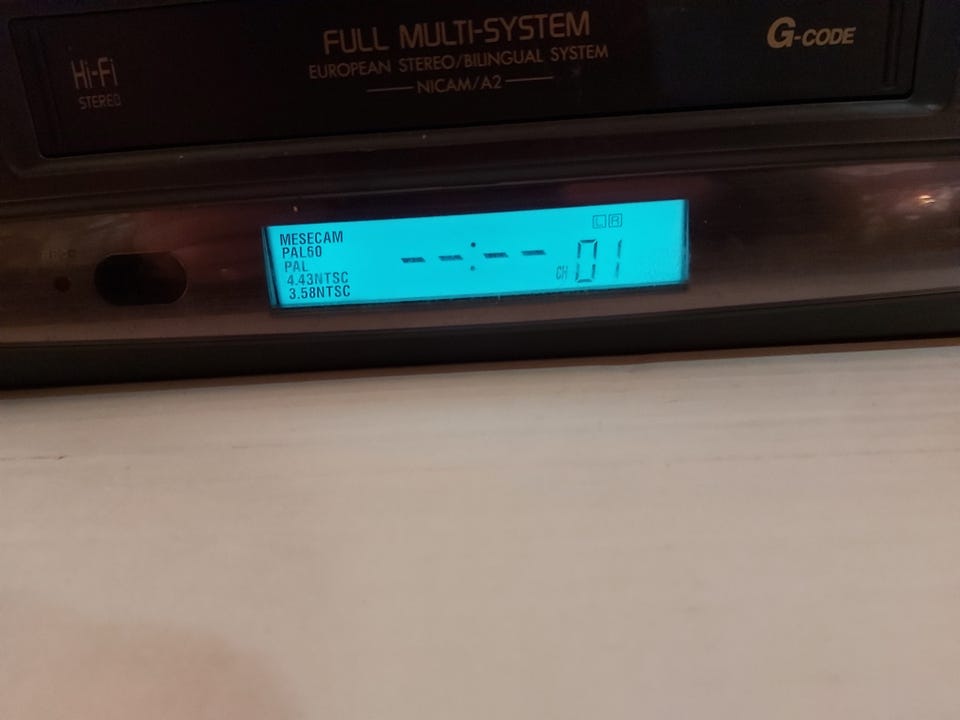 FULL MULTI-SYSTEM
EUROPEAN STEREO/BILINGUAL SYSTEM
NICAM/A2
Hi-Fi
STEREO
G-CODE
MESECAM
PAL60
PAL
4.43NTSC
3.58NTSC
--:--
L R
CH 01